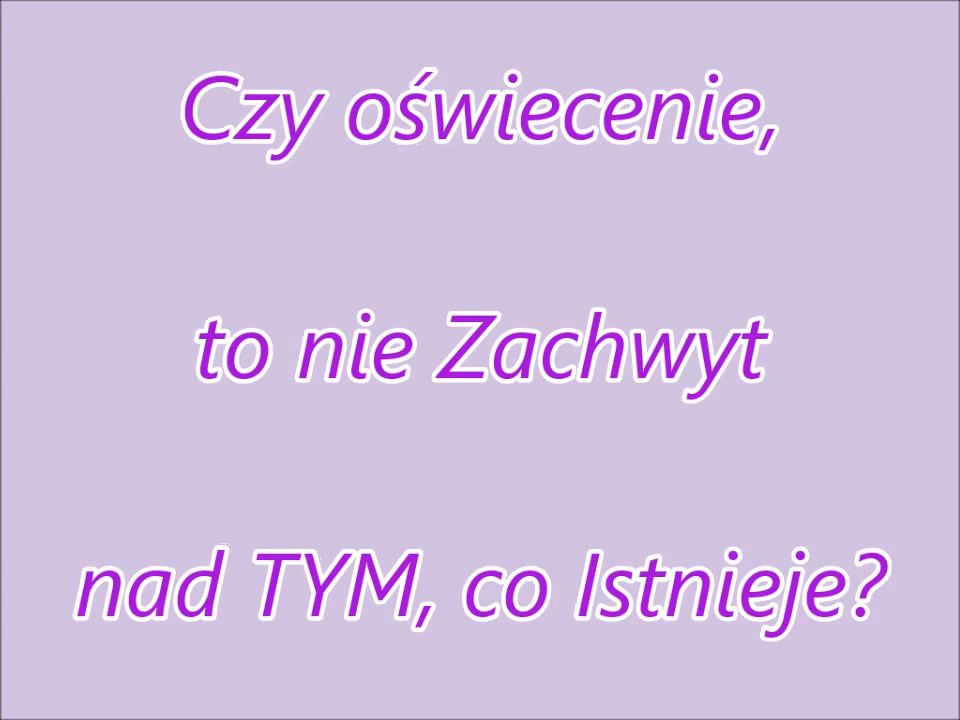 Czy oświecenie,
to nie Zachwyt
nad TYM, co Istnieje?